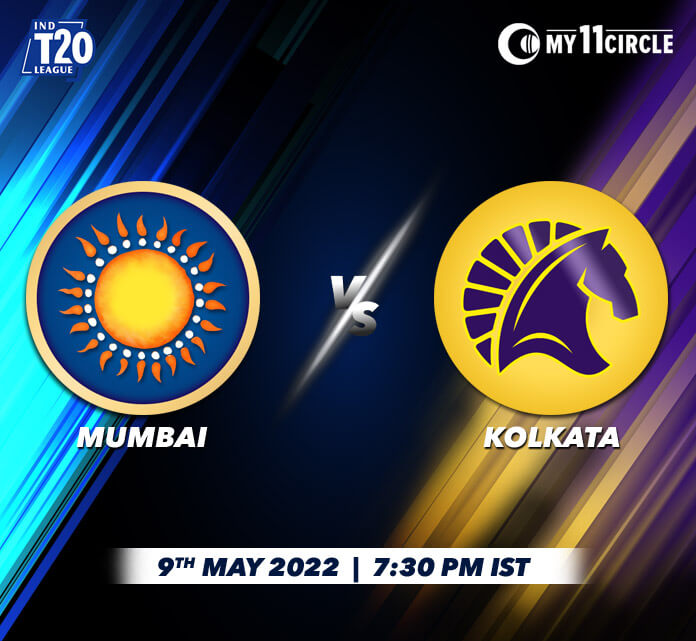 IND
T20
LEAGUE
MY11CIRCLE
VS
MUMBAI
KOLKATA
9TH MAY 2022 | 7:30 PM IST